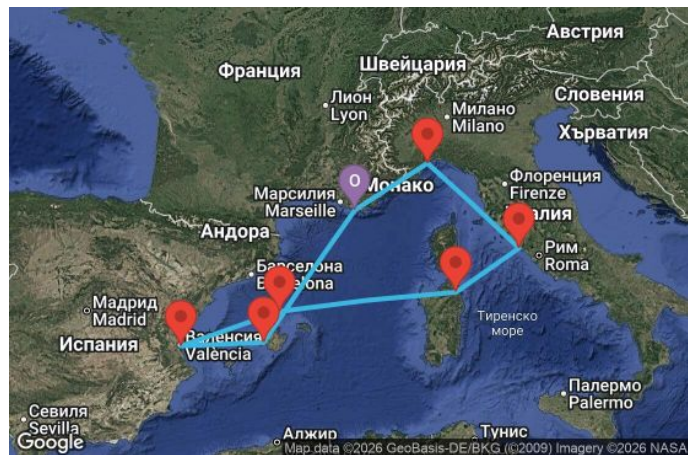 Австрия
Швейцария
Франция
Словения
Лион
Lyon
Милано
Milano
Хърватия
Монако
Флоренция
Firenze
Марсилия
Marseille
Андора
Рим
Roma
Мадрид
Madrid
Тиренско
море
Испания
Валенсия
València
Палермо
Palermo
Севиля
Sevilla
Google
Алжир
Тунис
Map data ©2026 GeoBasis-DE/BKG (©2009) Imagery ©2026 NASA
O